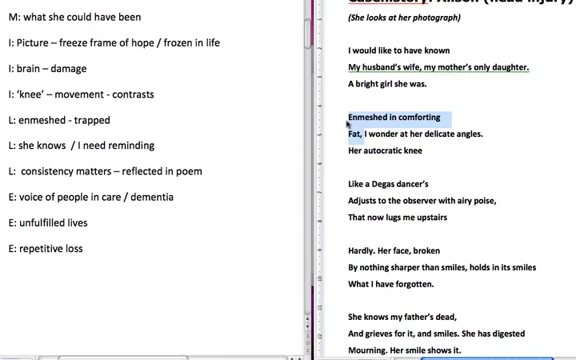 M: what she could have been
I: Picture – freeze frame of hope / frozen in life
I: brain – damage
I: ‘knee’ – movement - contrasts
L: enmeshed - trapped
L: she knows / I need reminding
L: consistency matters – reflected in poem
E: voice of people in care / dementia
E: unfulfilled lives
E: repetitive loss
Casehistory: Alison (head injury)
(She looks at her photograph)
I would like to have known
My husband’s wife, my mother’s only daughter.
A bright girl she was.
Enmeshed in comforting
Fat, I wonder at her delicate angles.
Her autocratic knee
Like a Degas dancer’s
Adjusts to the observer with airy poise,
That now lugs me upstairs
Hardly. Her face, broken
By nothing sharper than smiles, holds in its smiles
What I have forgotten.
She knows my father’s dead,
And grieves for it, and smiles. She has digested
Mourning. Her smile shows it.